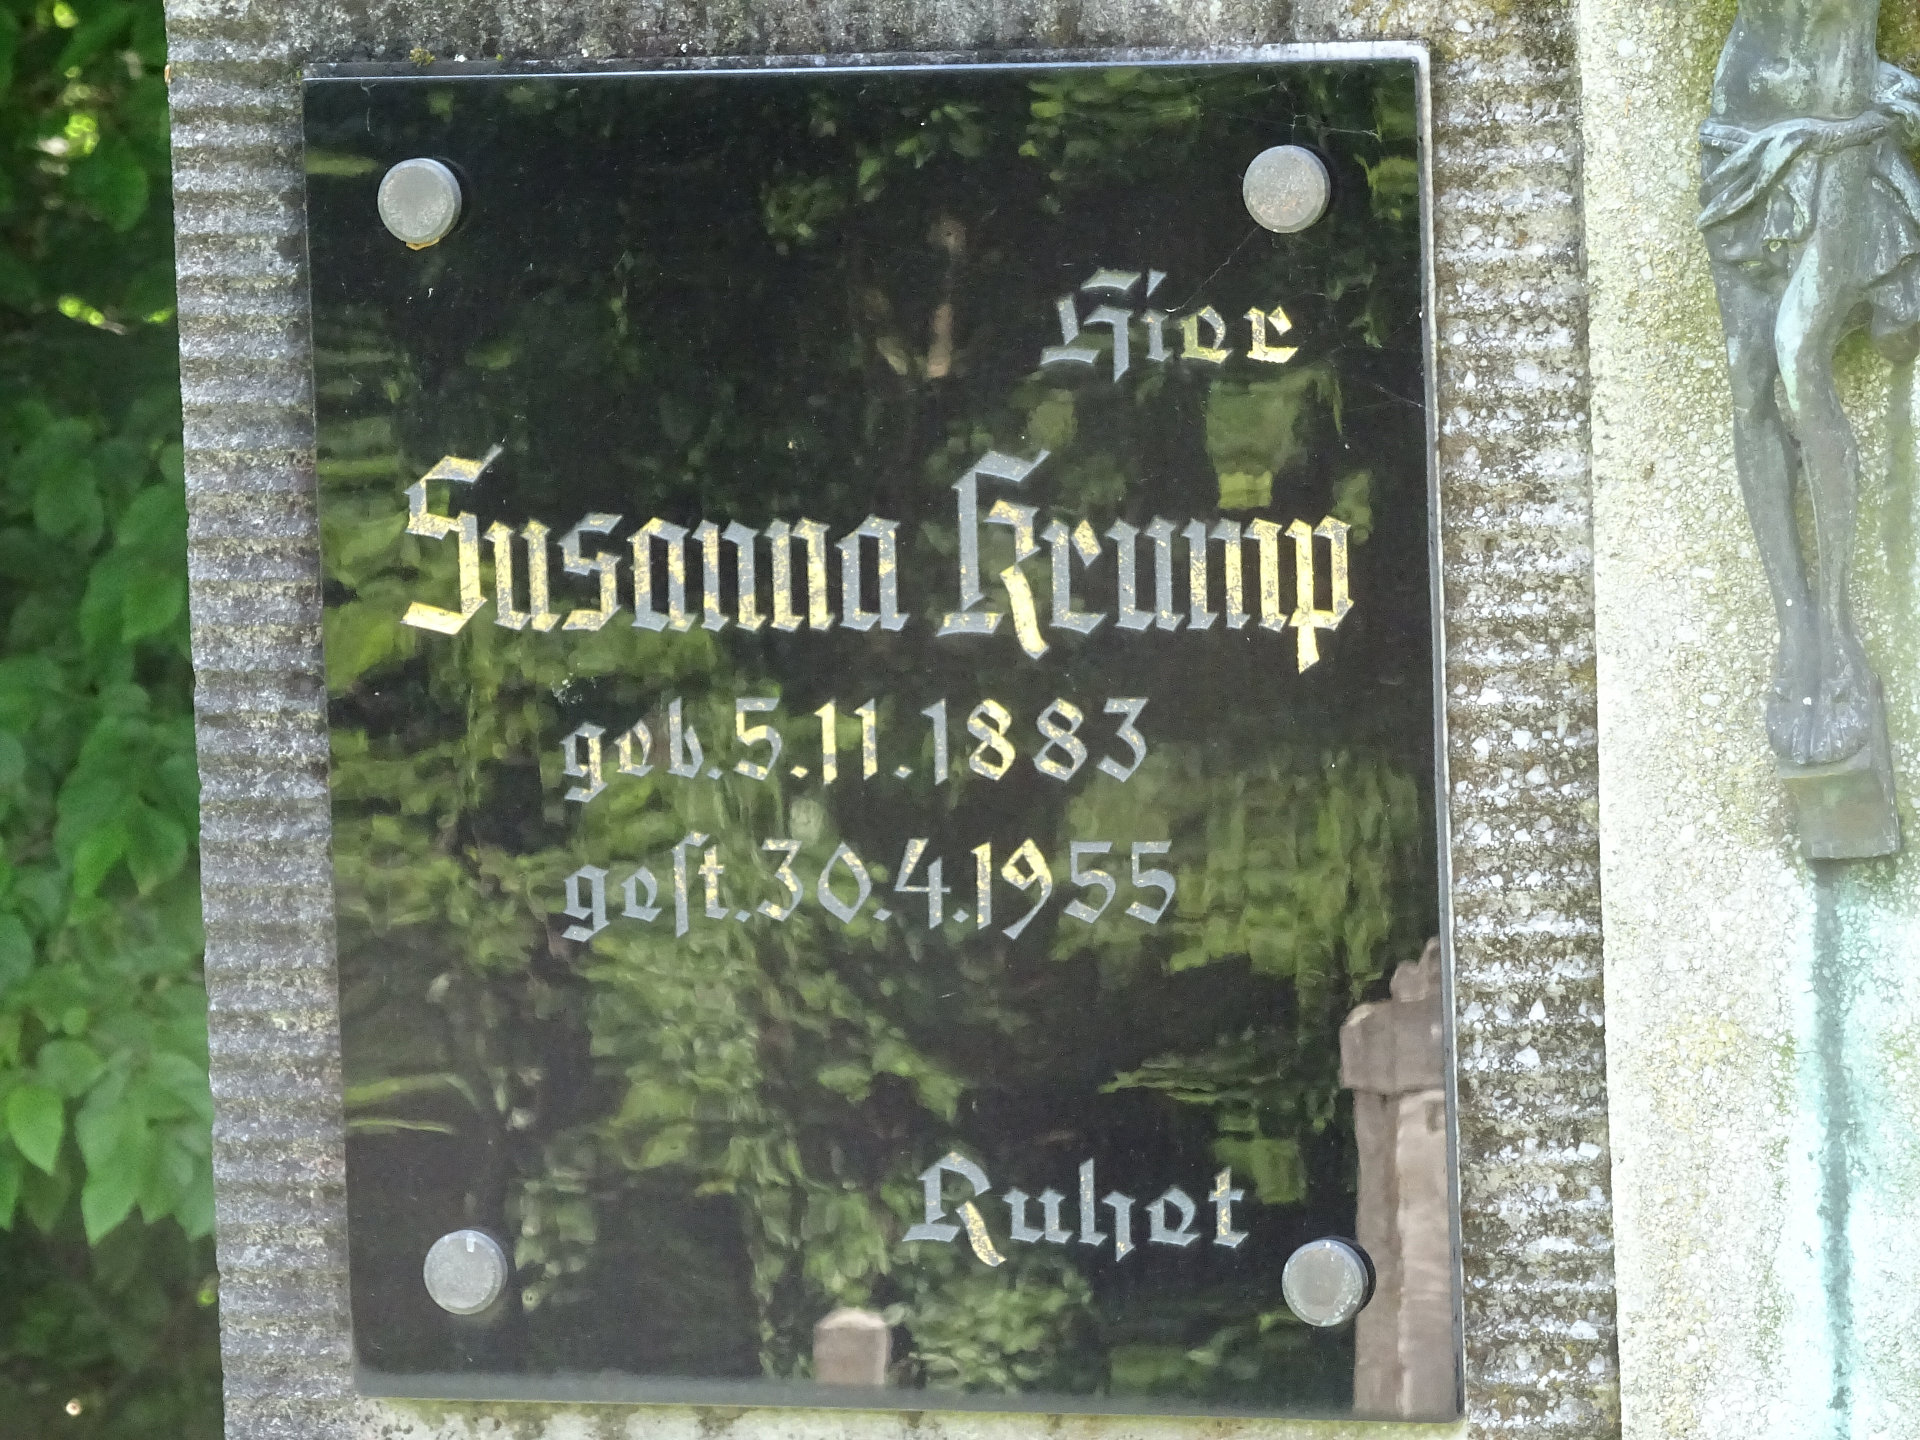 Hier
Susanna Krump
geb. 5.11.1883
gest. 30.4.1955
Ruhet